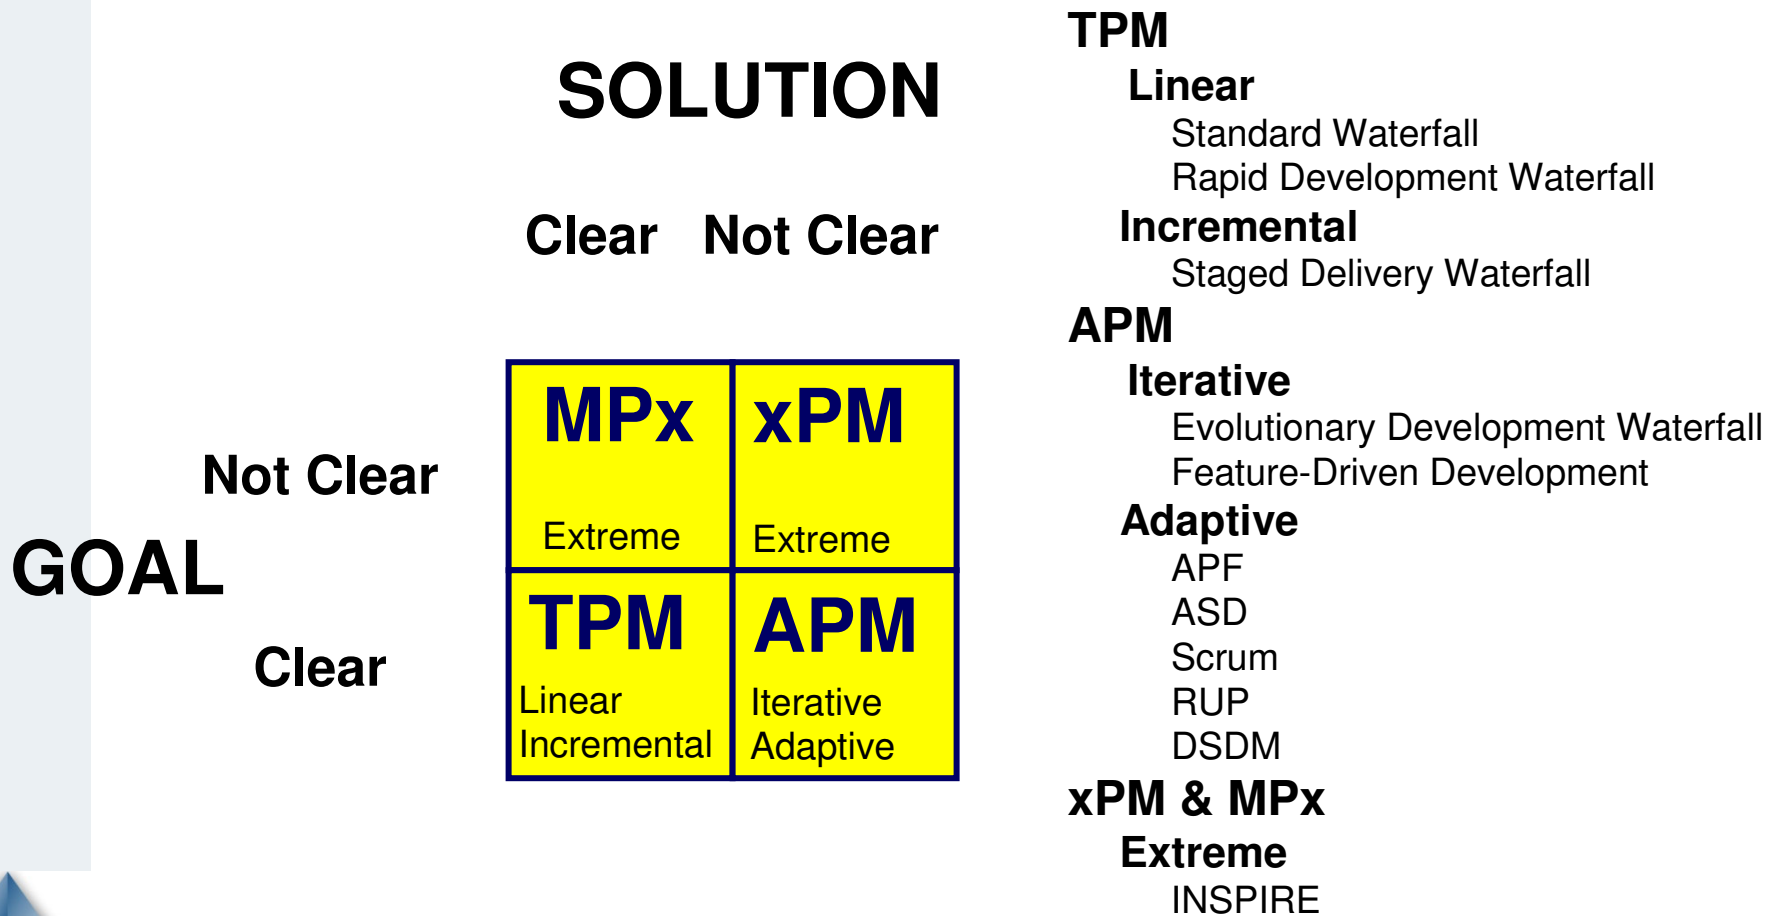 SOLUTION
Clear Not Clear
GOAL
Not Clear
Clear
MPx
Extreme
xPM
Extreme
TPM
Linear
Incremental
APM
Iterative
Adaptive
TPM
Linear
Standard Waterfall
Rapid Development Waterfall
Incremental
Staged Delivery Waterfall
APM
Iterative
Evolutionary Development Waterfall
Feature-Driven Development
Adaptive
APF
ASD
Scrum
RUP
DSDM
xPM & MPx
Extreme
INSPIRE